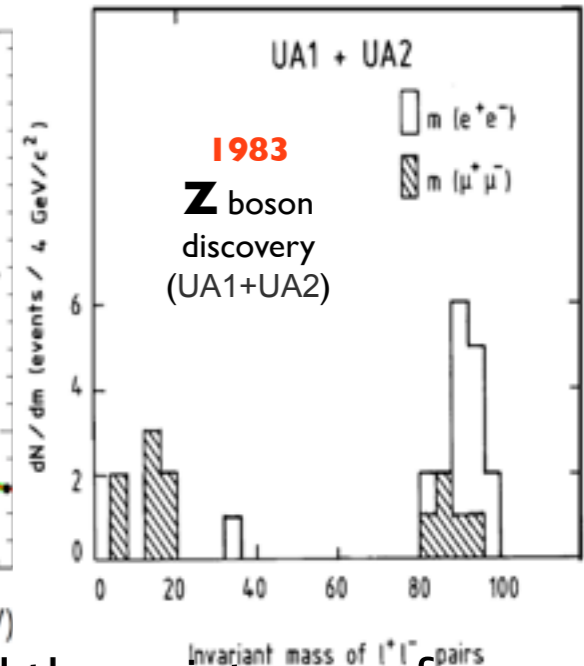 UA1 + UA2
m (e⁺e⁻)
m (μ⁺μ⁻)
1983
Z boson
discovery
(UA1+UA2)
dN/dm (events / 4 GeV/c²)
6
4
2
0
0 20 40 60 80 100
Invariant mass of l⁺l⁻ pairs